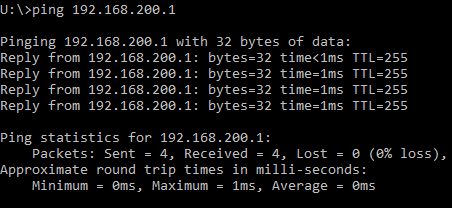 U:\>ping 192.168.200.1
Pinging 192.168.200.1 with 32 bytes of data:
Reply from 192.168.200.1: bytes=32 time<1ms TTL=255
Reply from 192.168.200.1: bytes=32 time=1ms TTL=255
Reply from 192.168.200.1: bytes=32 time=1ms TTL=255
Reply from 192.168.200.1: bytes=32 time=1ms TTL=255
Ping statistics for 192.168.200.1:
Packets: Sent = 4, Received = 4, Lost = 0 (0% loss),
Approximate round trip times in milli-seconds:
Minimum = 0ms, Maximum = 1ms, Average = 0ms